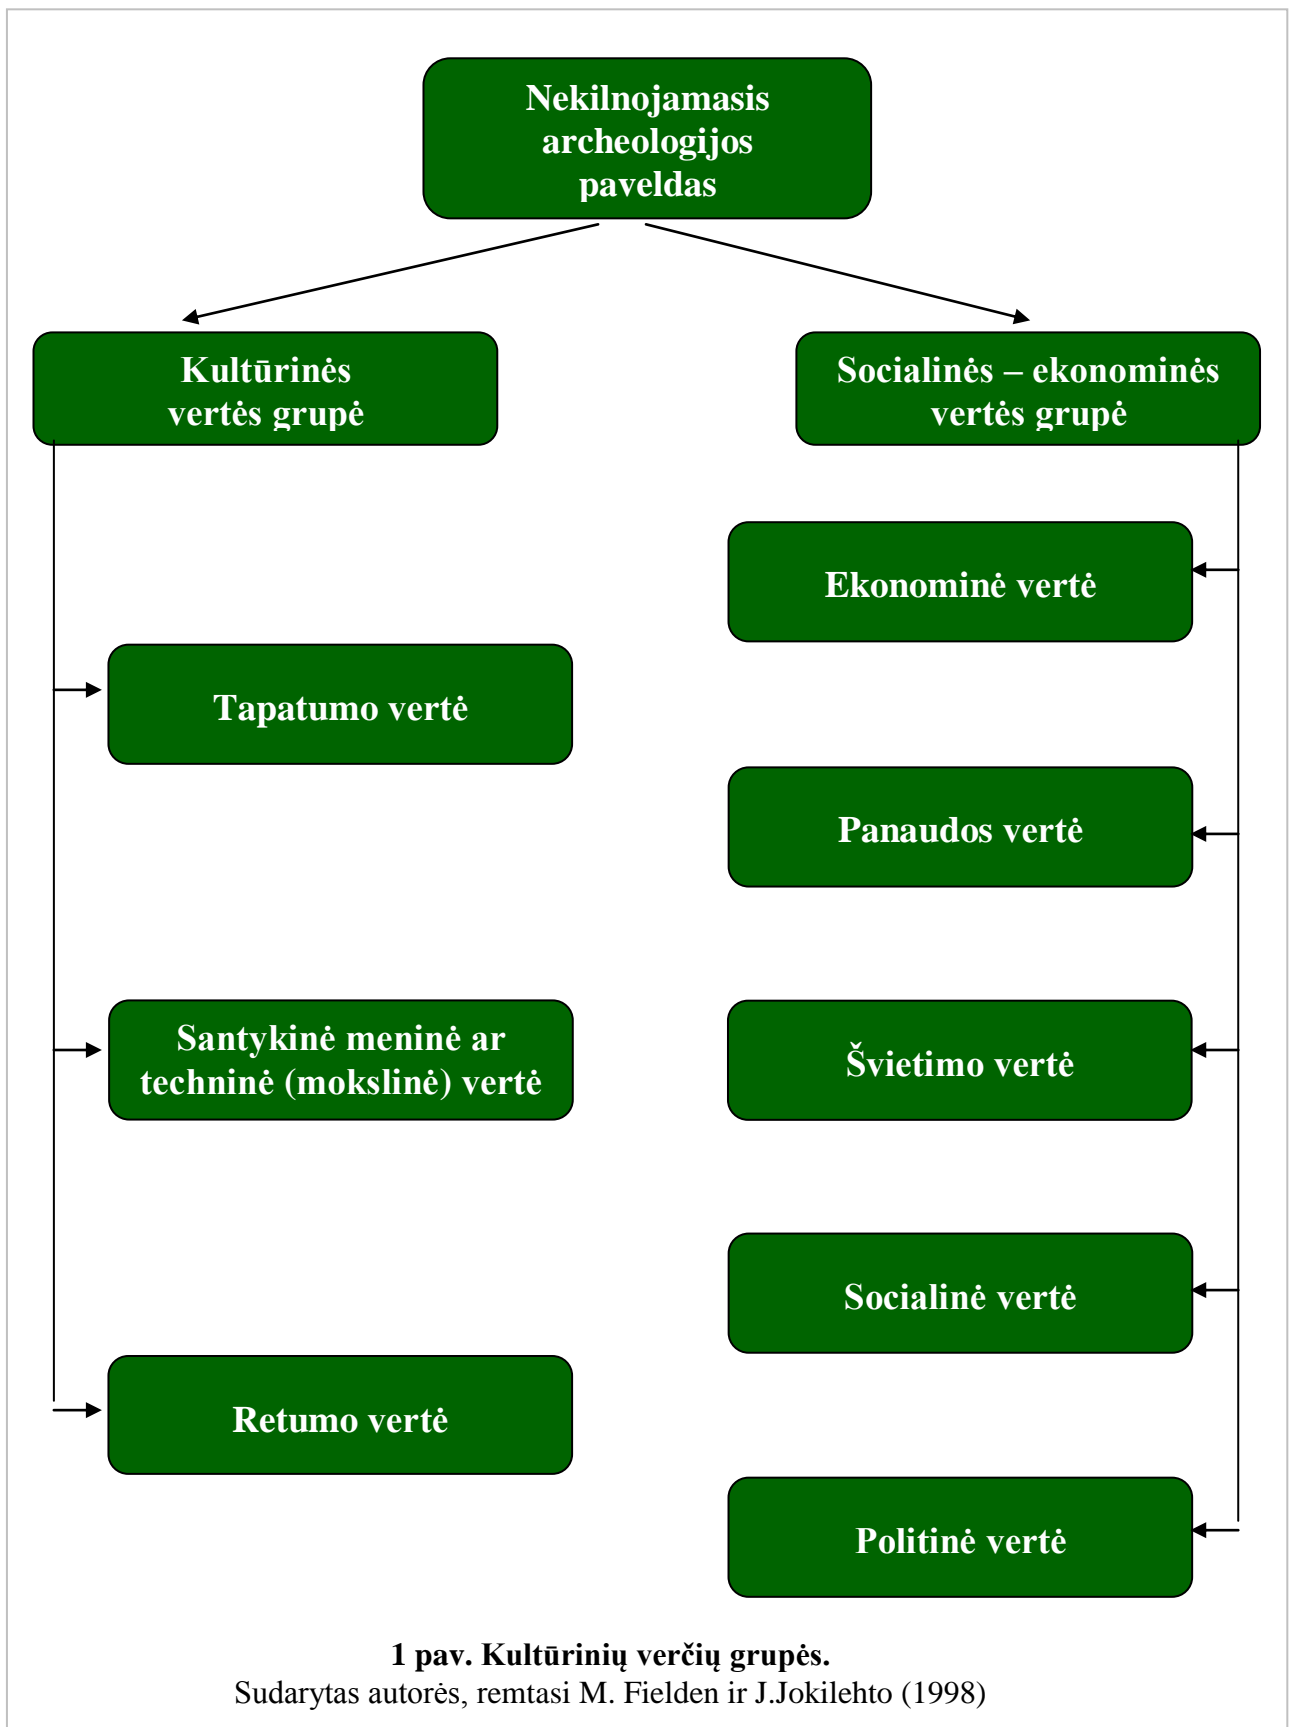 Nekilnojamasis
archeologijos
paveldas
Kultūrinės
vertės grupė
Socialinės – ekonominės
vertės grupė
Ekonominė vertė
Tapatumo vertė
Panaudos vertė
Santykinė meninė ar
techninė (mokslinė) vertė
Švietimo vertė
Socialinė vertė
Retumo vertė
Politinė vertė
1 pav. Kultūrinių verčių grupės.
Sudarytas autorės, remtasi M. Fielden ir J.Jokilehto (1998)